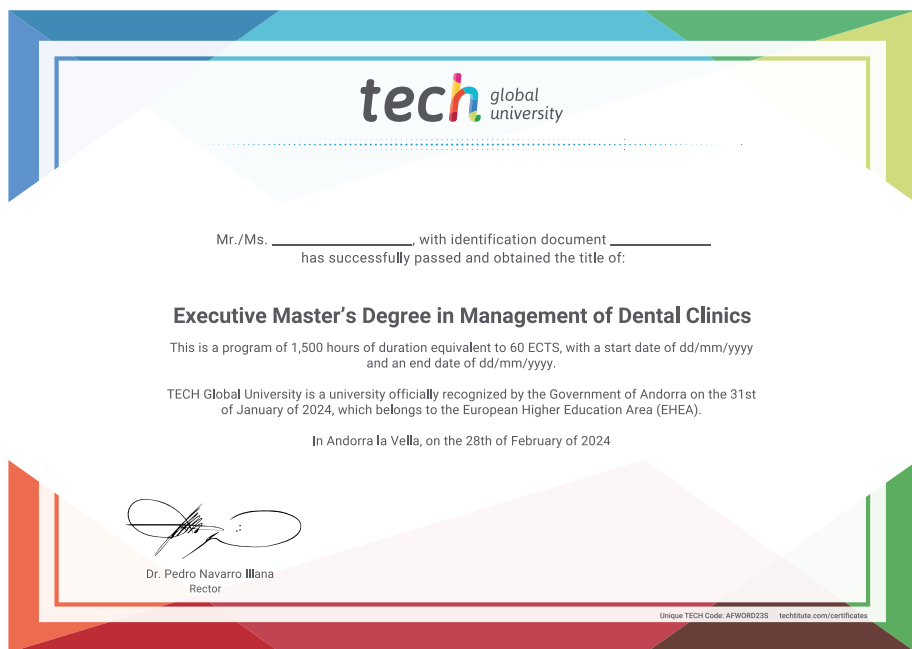 tech global university
Mr./Ms. ____________, with identification document ____________
has successfully passed and obtained the title of:
Executive Master's Degree in Management of Dental Clinics
This is a program of 1,500 hours of duration equivalent to 60 ECTS, with a start date of dd/mm/yyyy
and an end date of dd/mm/yyyy.
TECH Global University is a university officially recognized by the Government of Andorra on the 31st
of January of 2024, which belongs to the European Higher Education Area (EHEA).
In Andorra la Vella, on the 28th of February of 2024
Dr. Pedro Navarro Illana
Rector
Unique TECH Code: AFWORD23S techtitute.com/certificates